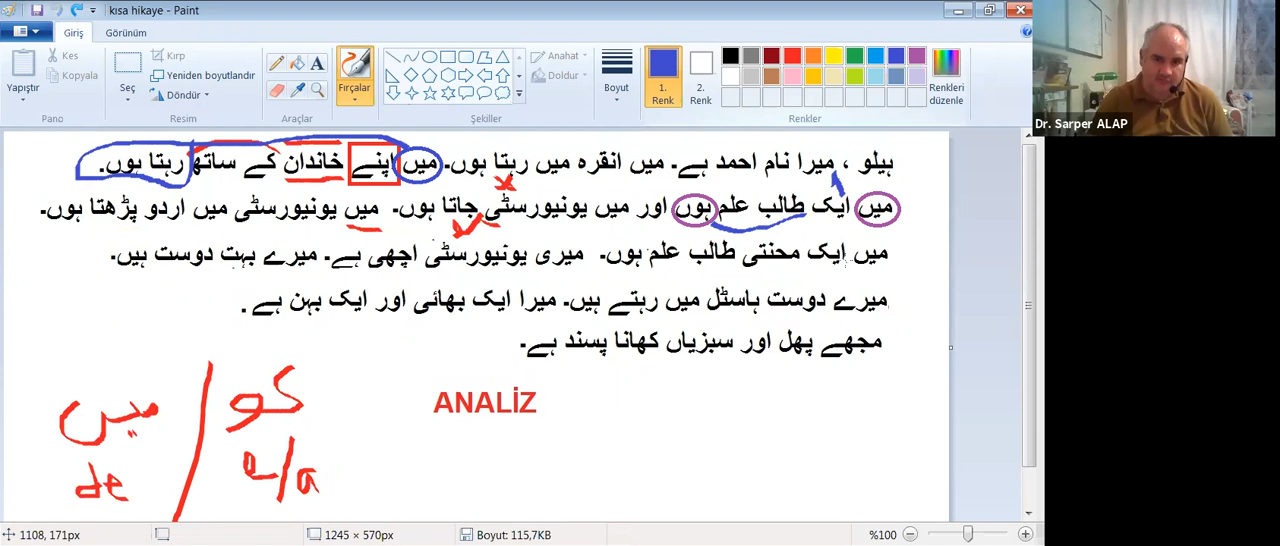 kısa hikaye - Paint
Giriş
Görünüm
Yapıştır
Kes
Kopyala
Pano
Seç
Kırp
Yeniden boyutlandır
Döndür
Resim
Araçlar
Fırçalar
Anahat
Doldur
Şekiller
Boyut
1. Renk
2. Renk
Renkleri düzenle
Renkler
Dr. Sarper ALAP
ہیلو ، میرا نام احمد ہے۔ میں انقرہ میں رہتا ہوں۔ میں اپنے خاندان کے ساتھ رہتا ہوں۔
میں ایک طالب علم ہوں اور میں یونیورسٹی جاتا ہوں۔ میں یونیورسٹی میں اردو پڑھتا ہوں۔
میں ایک محنتی طالب علم ہوں۔ میری یونیورسٹی اچھی ہے۔ میرے بہت دوست ہیں۔
میرے دوست ہاسٹل میں رہتے ہیں۔ میرا ایک بھائی اور ایک بہن ہے.
مجھے پھل اور سبزیاں کھانا پسند ہے۔
کو / میں
e/a de
ANALİZ
1108, 171px
1245 × 570px
Boyut: 115,7KB
%100